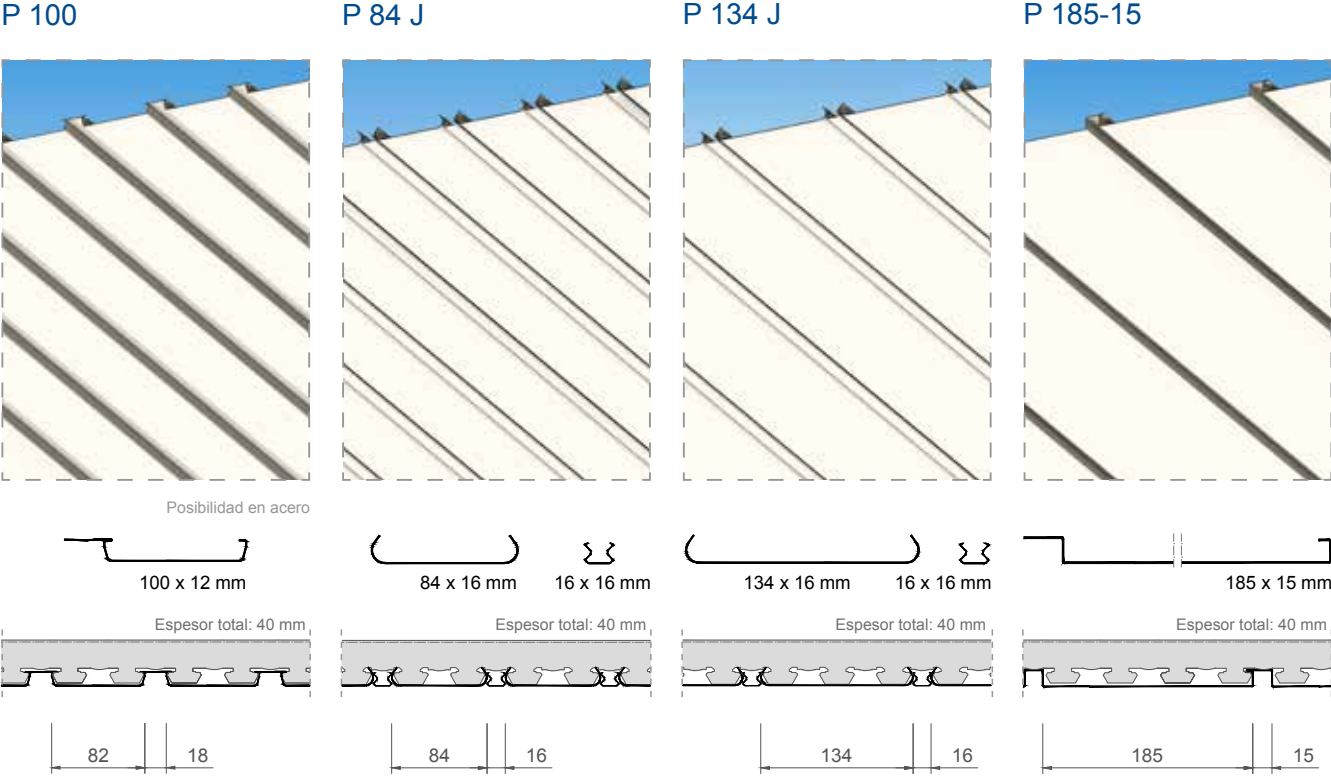 P 100
P 84 J
P 134 J
P 185-15
Posibilidad en acero
100 x 12 mm
84 x 16 mm
16 x 16 mm
134 x 16 mm
16 x 16 mm
185 x 15 mm
Espesor total: 40 mm
Espesor total: 40 mm
Espesor total: 40 mm
Espesor total: 40 mm
82
18
84
16
134
16
185
15